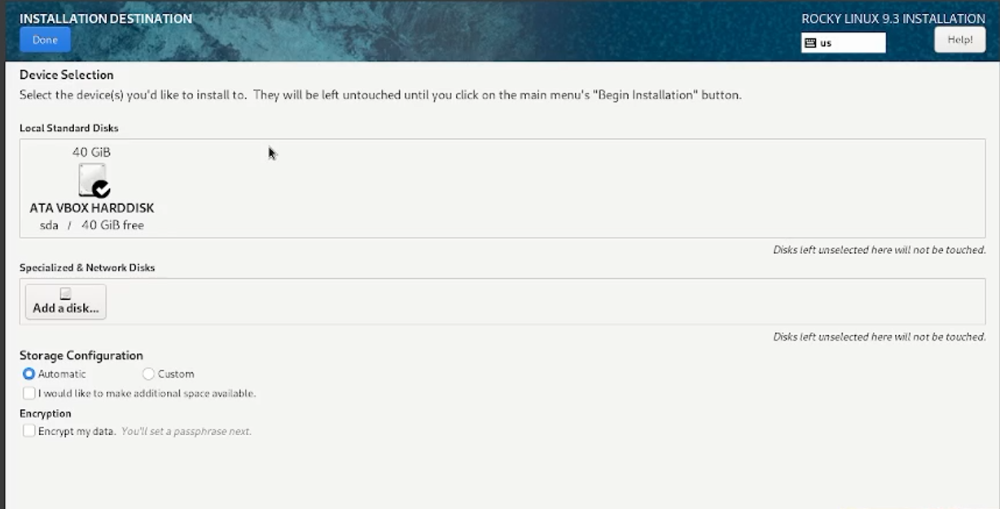 INSTALLATION DESTINATION
ROCKY LINUX 9.3 INSTALLATION
Done
us
Help!
Device Selection
Select the device(s) you'd like to install to. They will be left untouched until you click on the main menu's "Begin Installation" button.
Local Standard Disks
40 GiB
ATA VBOX HARDDISK
sda / 40 GiB free
Disks left unselected here will not be touched.
Specialized & Network Disks
Add a disk...
Disks left unselected here will not be touched.
Storage Configuration
Automatic Custom
I would like to make additional space available.
Encryption
Encrypt my data. You'll set a passphrase next.